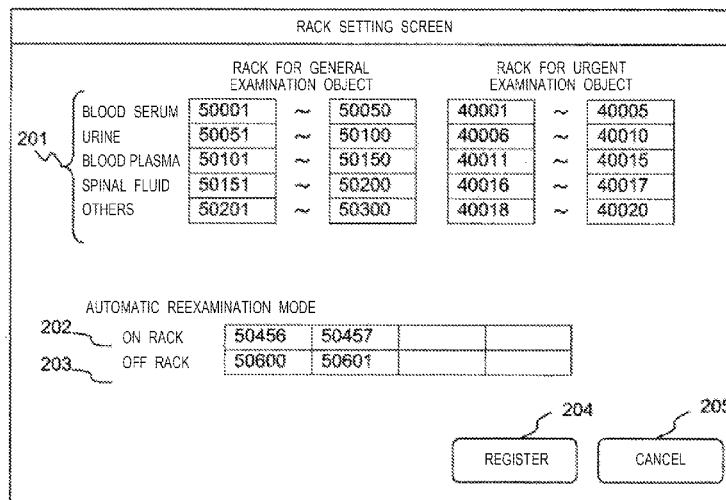 RACK SETTING SCREEN
RACK FOR GENERAL EXAMINATION OBJECT
RACK FOR URGENT EXAMINATION OBJECT
201
BLOOD SERUM 50001 ~ 50050 40001 ~ 40005
URINE 50051 ~ 50100 40006 ~ 40010
BLOOD PLASMA 50101 ~ 50150 40011 ~ 40015
SPINAL FLUID 50151 ~ 50200 40016 ~ 40017
OTHERS 50201 ~ 50300 40018 ~ 40020
AUTOMATIC REEXAMINATION MODE
202 ON RACK 50456 50457
203 OFF RACK 50600 50601
204 205
REGISTER CANCEL